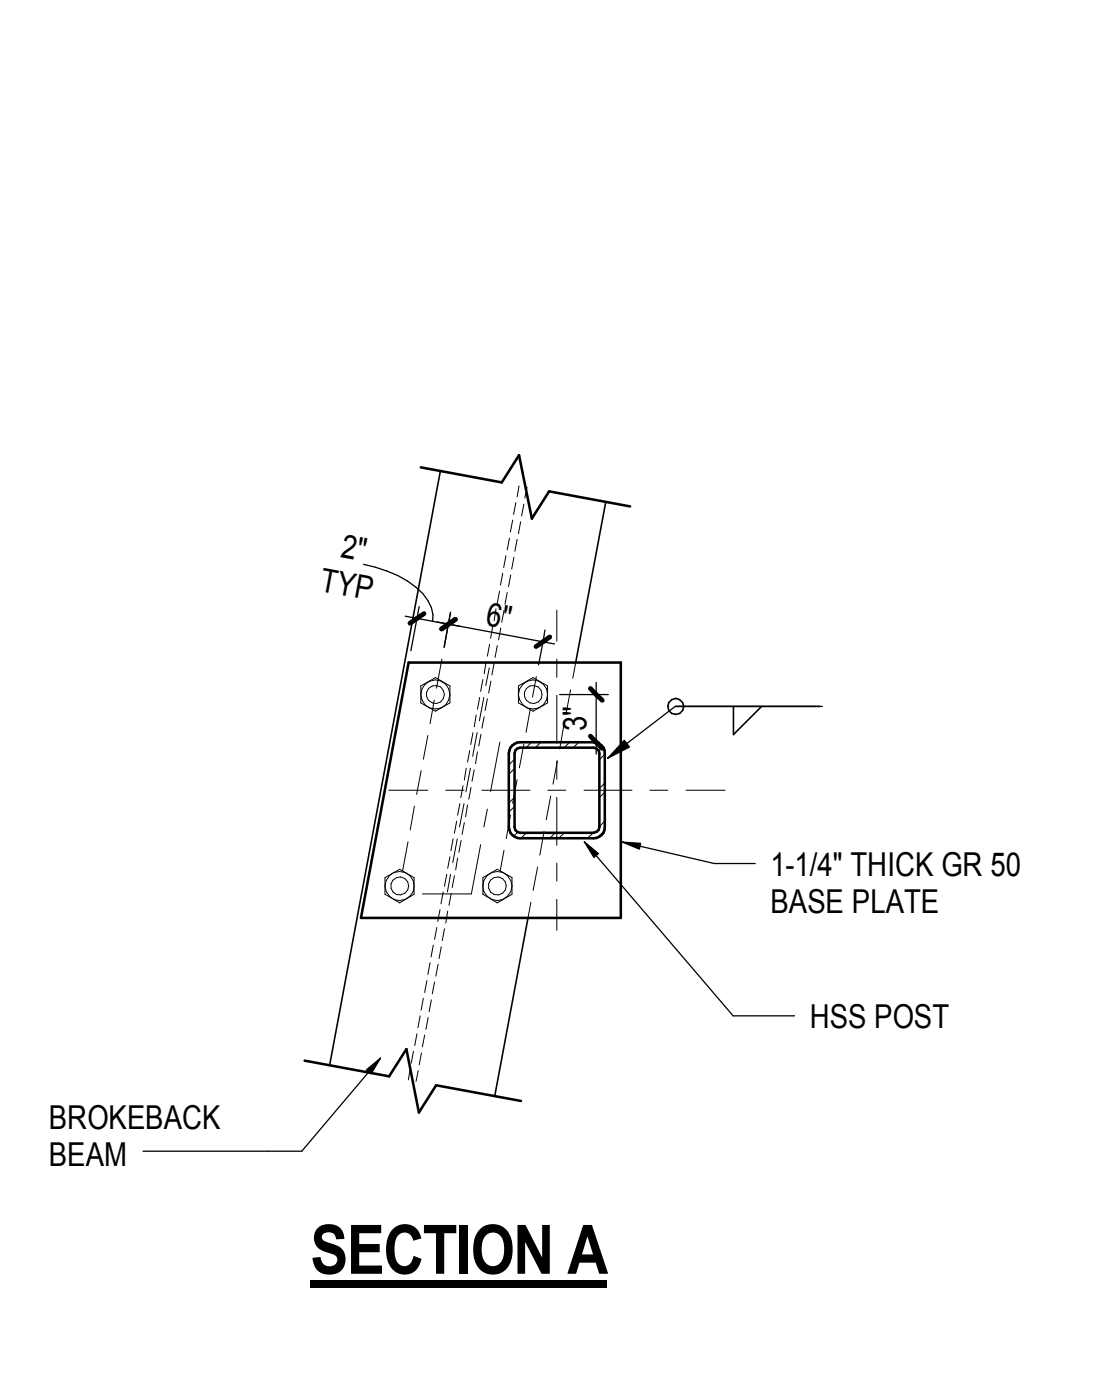 2"
TYP
6"
3"
1-1/4" THICK GR 50
BASE PLATE
HSS POST
BROKEBACK
BEAM
SECTION A